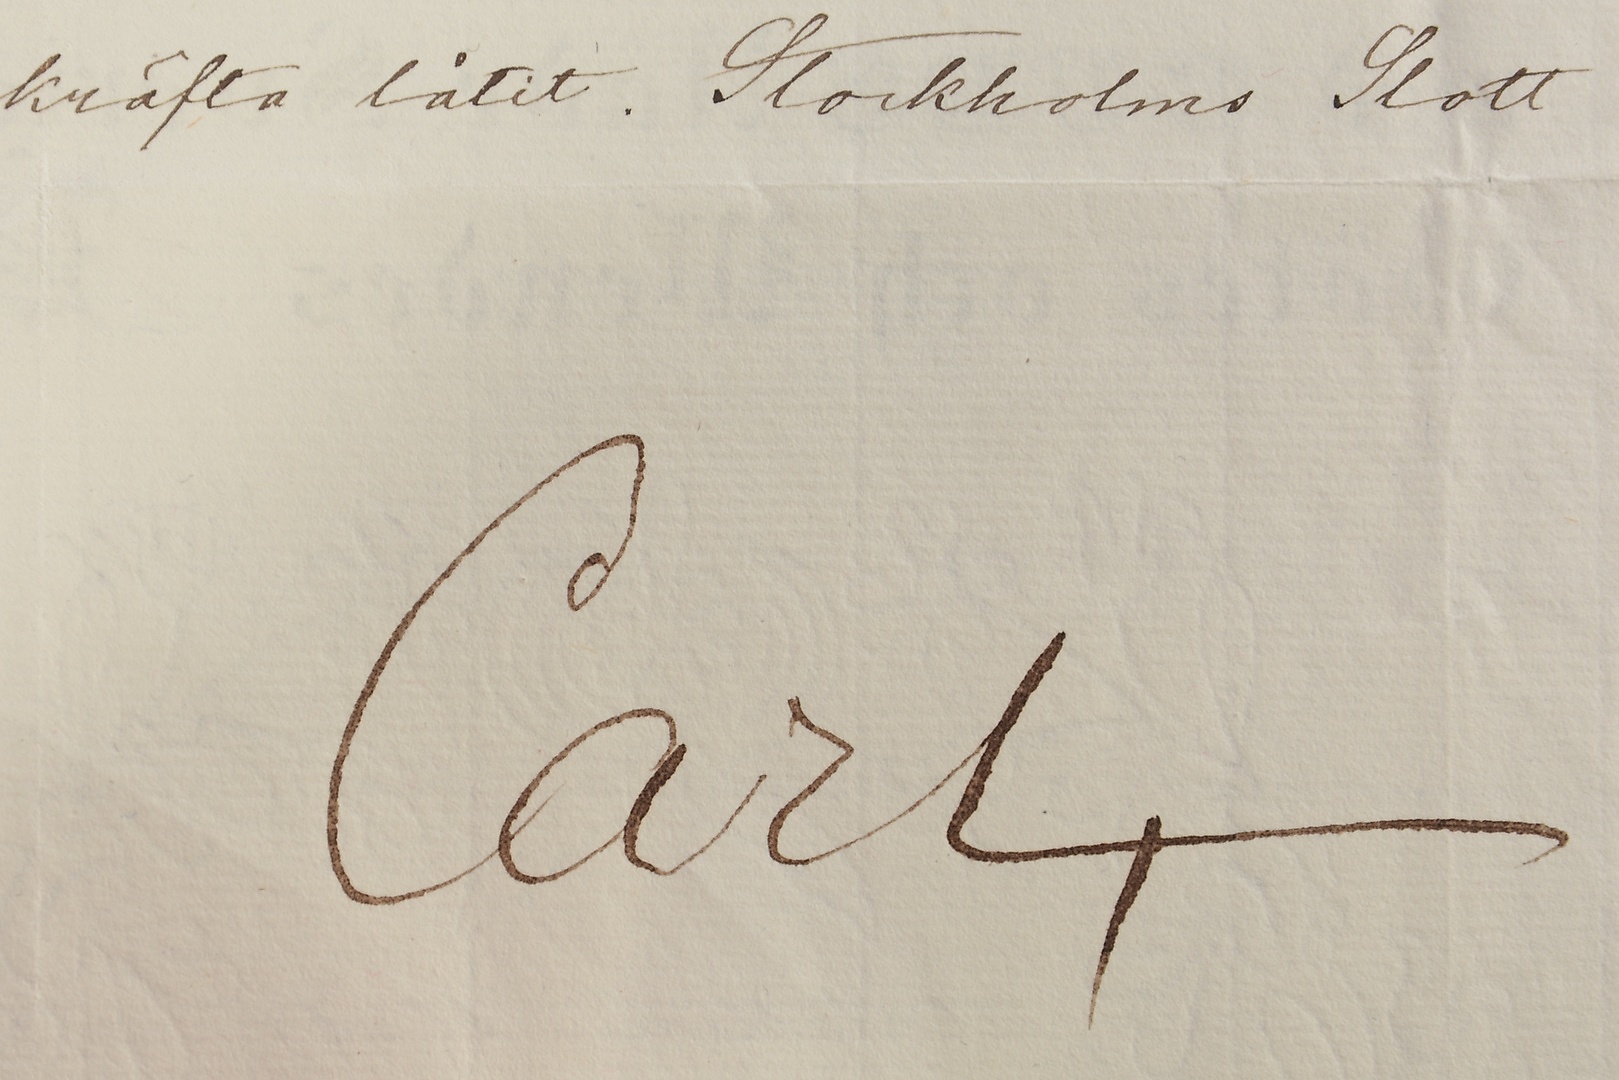 kräfta låtit. Stockholms Slott
Carl